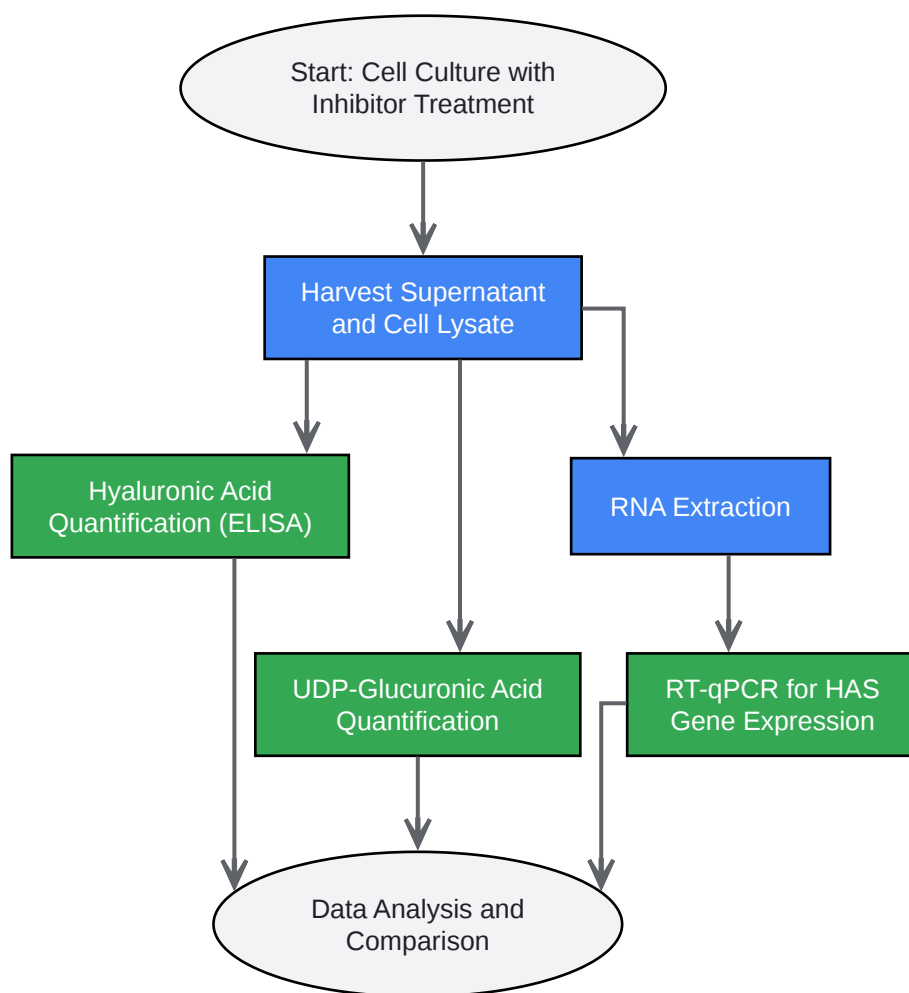 Start: Cell Culture with
Inhibitor Treatment
Harvest Supernatant
and Cell Lysate
Hyaluronic Acid
Quantification (ELISA)
RNA Extraction
UDP-Glucuronic Acid
Quantification
RT-qPCR for HAS
Gene Expression
Data Analysis and
Comparison